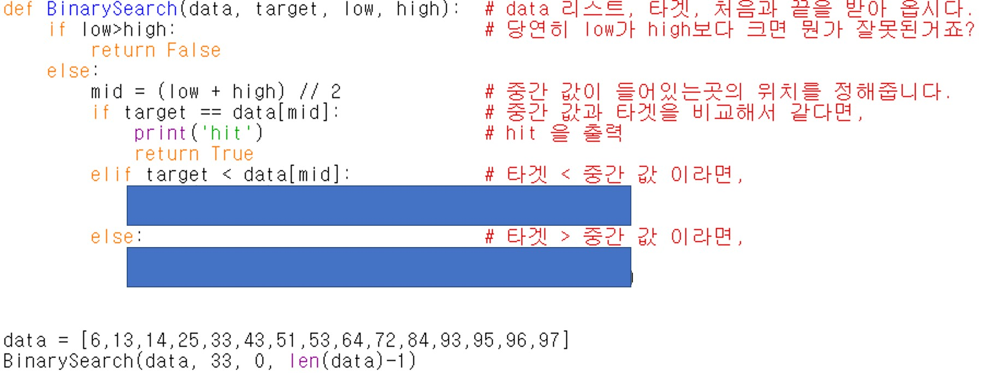 def BinarySearch(data, target, low, high):  # data 리스트, 타겟, 처음과 끝을 받아 옵시다.
    if low>high:                            # 당연히 low가 high보다 크면 뭔가 잘못된거죠?
        return False
    else:
        mid = (low + high) // 2             # 중간 값이 들어있는곳의 위치를 정해줍니다.
        if target == data[mid]:             # 중간 값과 타겟을 비교해서 같다면,
            print('hit')                    # hit 을 출력
            return True
        elif target < data[mid]:            # 타겟 < 중간 값 이라면,
        else:                               # 타겟 > 중간 값 이라면,
data = [6,13,14,25,33,43,51,53,64,72,84,93,95,96,97]
BinarySearch(data, 33, 0, len(data)-1)